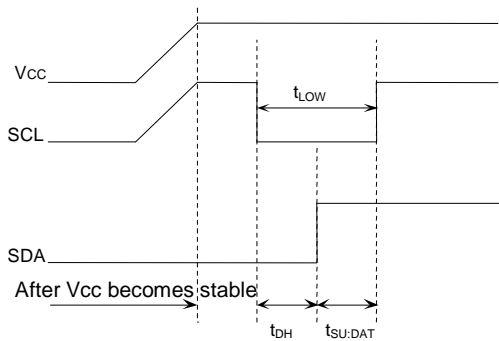 VCC
tLOW
SCL
SDA
After Vcc becomes stable
tDH tSU:DAT